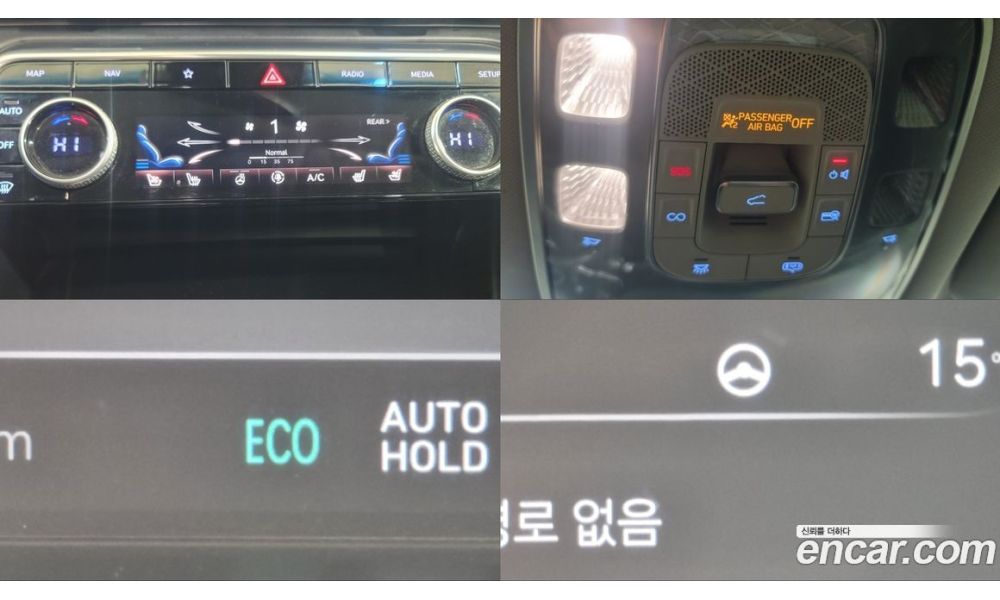 MAP NAV RADIO MEDIA SETUP
AUTO
OFF
HI
1
REAR >
HI
Normal
0 15 35 75
A/C
PASSENGER
AIR BAG
OFF
SOS
m
ECO
AUTO
HOLD
15°
로 없음
신뢰를 더하다
encar.com